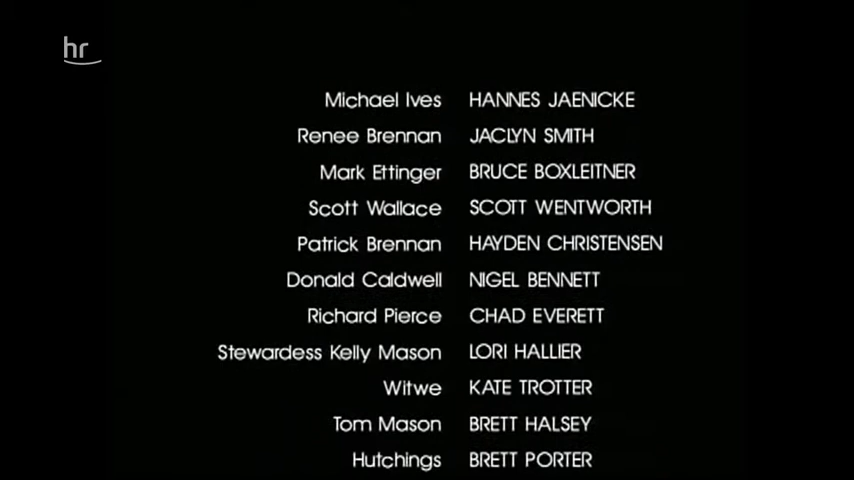 hr
Michael Ives HANNES JAENICKE
Renee Brennan JACLYN SMITH
Mark Ettinger BRUCE BOXLEITNER
Scott Wallace SCOTT WENTWORTH
Patrick Brennan HAYDEN CHRISTENSEN
Donald Caldwell NIGEL BENNETT
Richard Pierce CHAD EVERETT
Stewardess Kelly Mason LORI HALLIER
Witwe KATE TROTTER
Tom Mason BRETT HALSEY
Hutchings BRETT PORTER